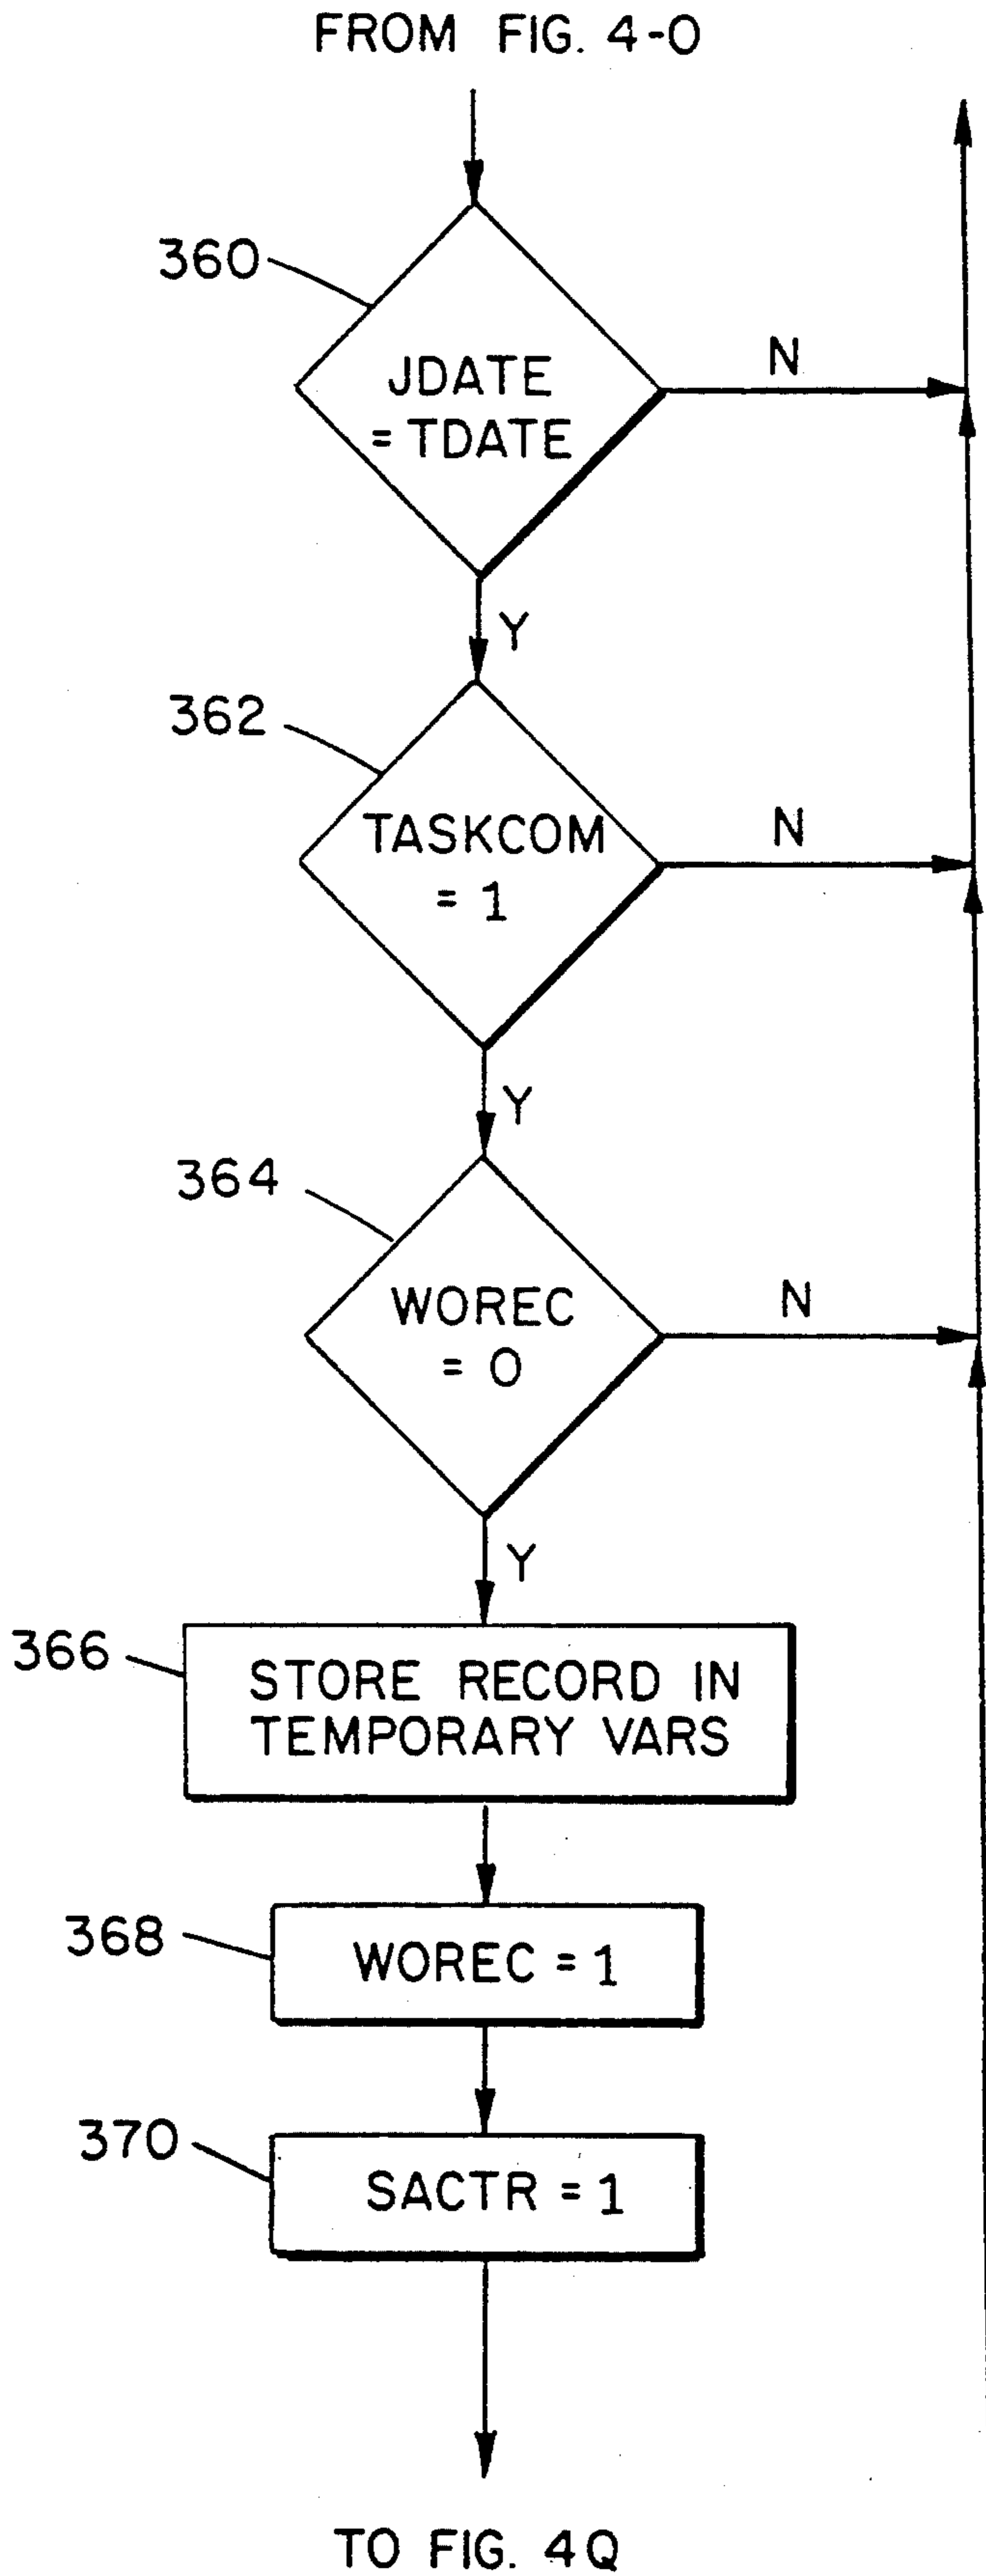 FROM FIG. 4-0
360
JDATE
= TDATE
N
Y
362
TASKCOM
= 1
N
Y
364
WOREC
= 0
N
Y
366
STORE RECORD IN
TEMPORARY VARS
368
WOREC = 1
370
SACTR = 1
TO FIG. 4Q